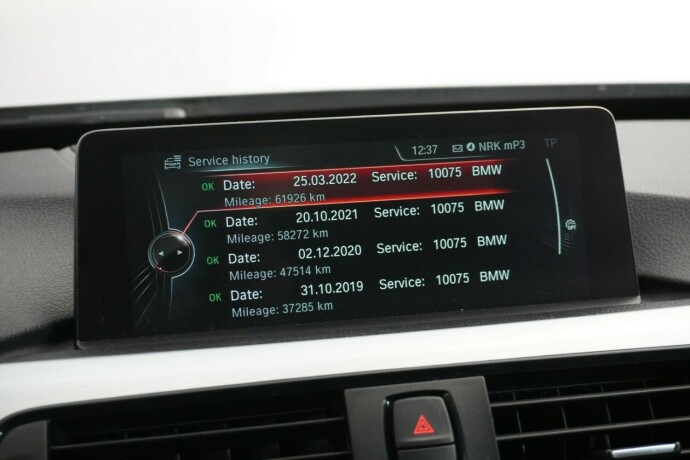 Service history 12:37 NRK mP3 TP
OK Date: 25.03.2022 Service: 10075 BMW
Mileage: 61926 km
OK Date: 20.10.2021 Service: 10075 BMW
Mileage: 58272 km
OK Date: 02.12.2020 Service: 10075 BMW
Mileage: 47514 km
OK Date: 31.10.2019 Service: 10075 BMW
Mileage: 37285 km